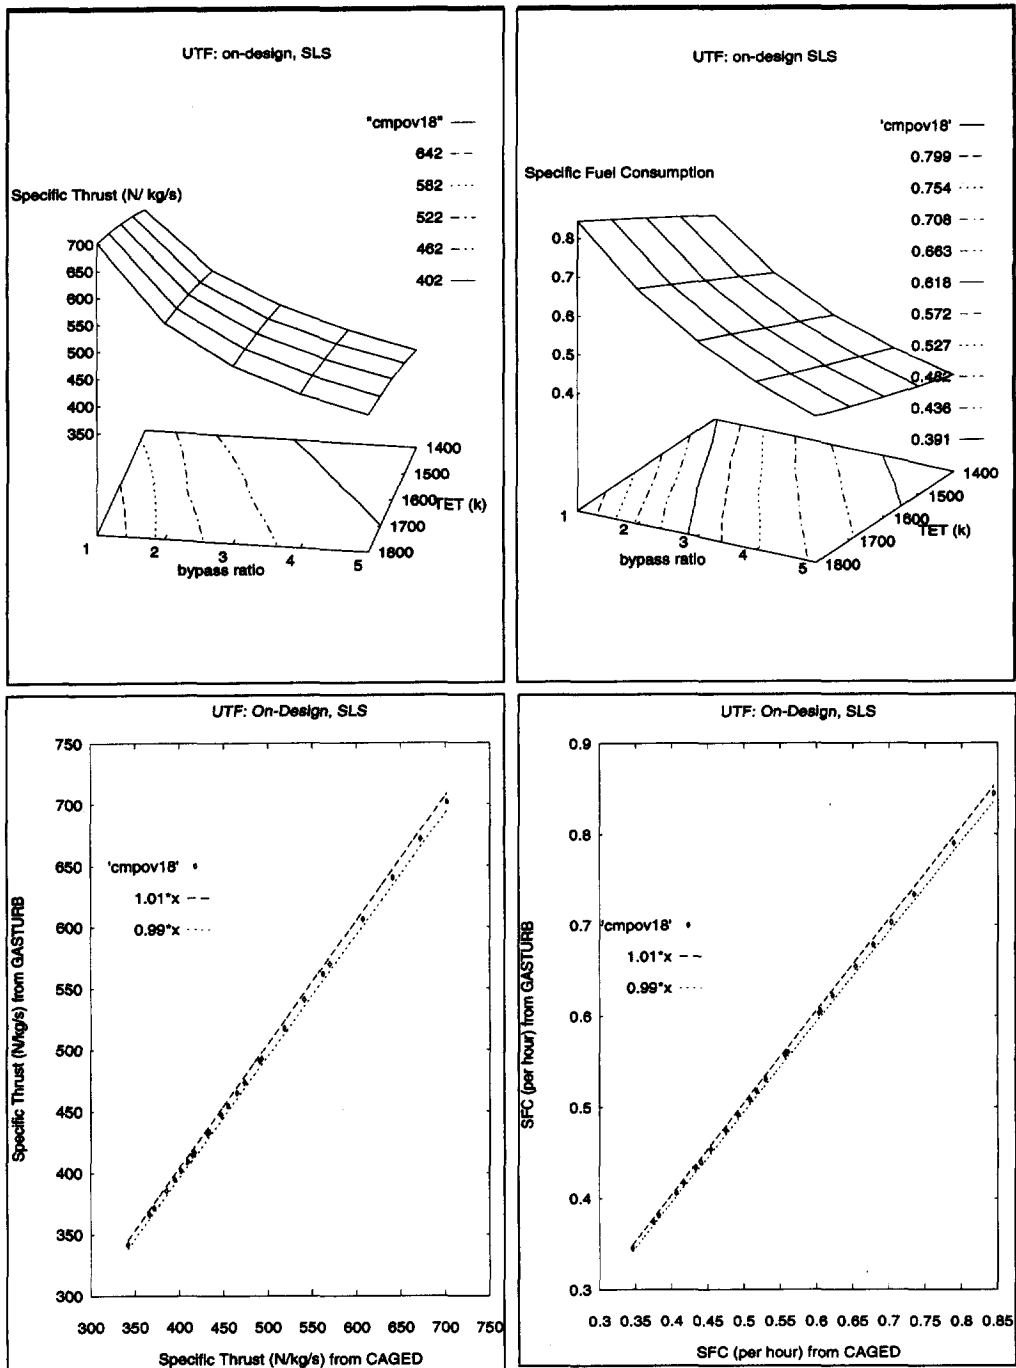 UTF: on-design, SLS
"cmpov18"
642
582
522
462
402
Specific Thrust (N/ kg/s)
700
650
600
550
500
450
400
350
1400
1500
1600
TET (k)
1700
1800
1
2
3
4
5
bypass ratio
UTF: on-design SLS
'cmpov18'
0.799
0.754
0.708
0.663
0.618
0.572
0.527
0.482
0.436
0.391
Specific Fuel Consumption
0.8
0.7
0.6
0.5
0.4
1400
1500
1600
TET (k)
1700
1800
1
2
3
4
5
bypass ratio
UTF: On-Design, SLS
750
700
650
600
550
500
450
400
350
300
Specific Thrust (N/kg/s) from GASTURB
'cmpov18'
1.01*x
0.99*x
300 350 400 450 500 550 600 650 700 750
Specific Thrust (N/kg/s) from CAGED
UTF: On-Design, SLS
0.9
0.8
0.7
0.6
0.5
0.4
0.3
SFC (per hour) from GASTURB
'cmpov18'
1.01*x
0.99*x
0.3 0.35 0.4 0.45 0.5 0.55 0.6 0.65 0.7 0.75 0.8 0.85
SFC (per hour) from CAGED